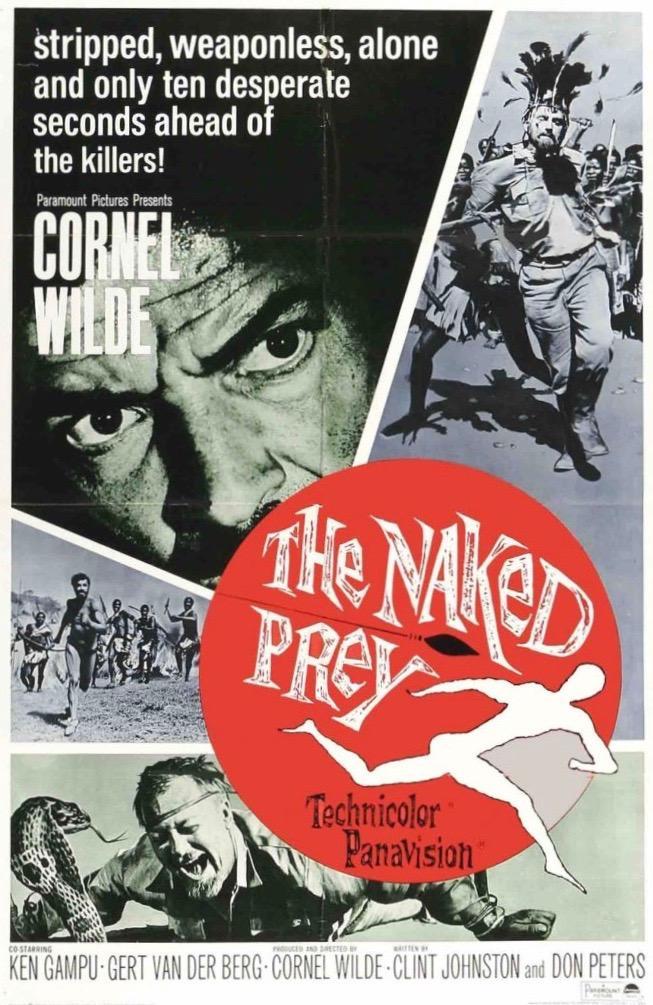 stripped, weaponless, alone
and only ten desperate
seconds ahead of
the killers!
Paramount Pictures Presents
CORNEL
WILDE
THE NAKED
PREY
Technicolor®
Panavision®
CO-STARRING
KEN GAMPU · GERT VAN DER BERG ·
PRODUCED AND DIRECTED BY
CORNEL WILDE ·
WRITTEN BY
CLINT JOHNSTON and DON PETERS
A
PARAMOUNT
PICTURE